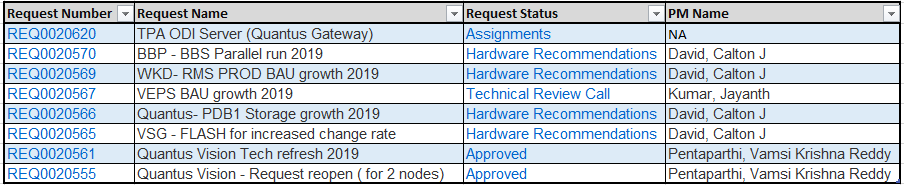 Request Number Request Name Request Status PM Name
REQ0020620 TPA ODI Server (Quantus Gateway) Assignments NA
REQ0020570 BBP - BBS Parallel run 2019 Hardware Recommendations David, Calton J
REQ0020569 WKD- RMS PROD BAU growth 2019 Hardware Recommendations David, Calton J
REQ0020567 VEPS BAU growth 2019 Technical Review Call Kumar, Jayanth
REQ0020566 Quantus- PDB1 Storage growth 2019 Hardware Recommendations David, Calton J
REQ0020565 VSG - FLASH for increased change rate Hardware Recommendations David, Calton J
REQ0020561 Quantus Vision Tech refresh 2019 Approved Pentaparthi, Vamsi Krishna Reddy
REQ0020555 Quantus Vision - Request reopen ( for 2 nodes) Approved Pentaparthi, Vamsi Krishna Reddy